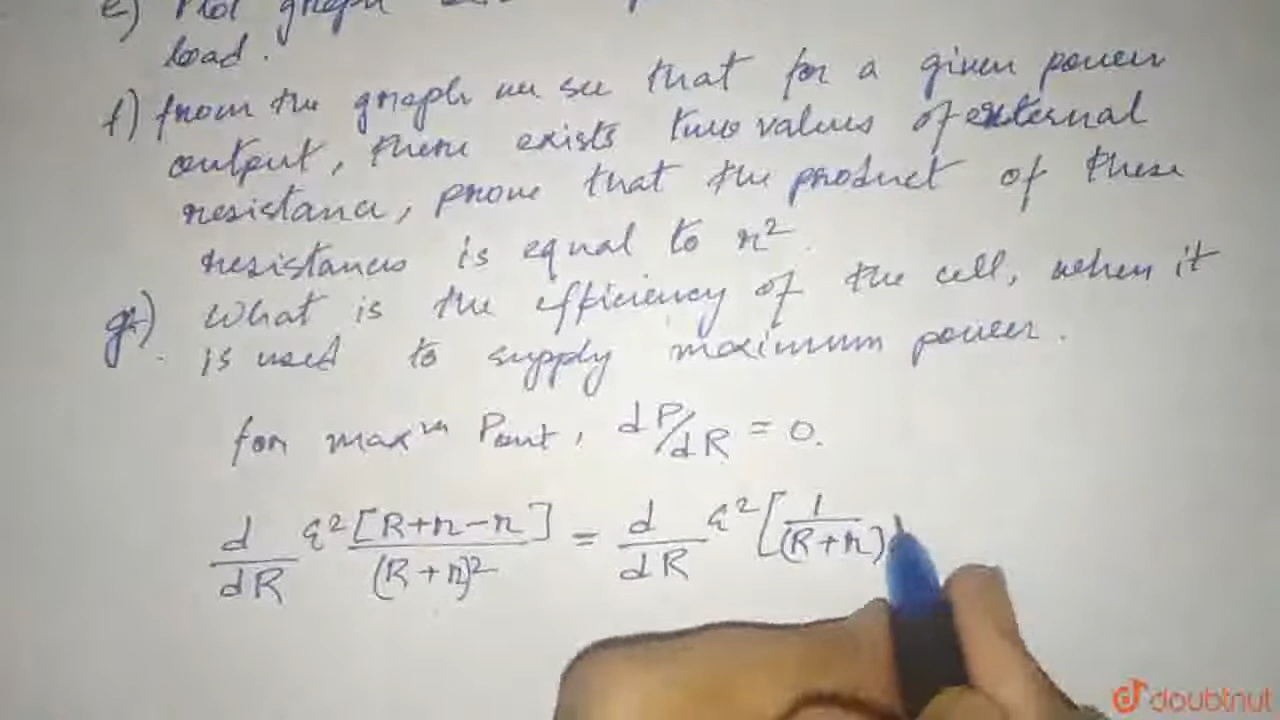 e) Plot graph
load.
f) from the graph we see that for a given power
output, there exists two values of external
resistance, prove that the product of these
resistances is equal to r².
g) What is the efficiency of the cell, when it
is used to supply maximum power.
for maxᵐ Pout, dP/dR = 0.
d/dR ε²[R+r-r]/(R+r)² = d/dR ε²[1/(R+r)
doubtnut